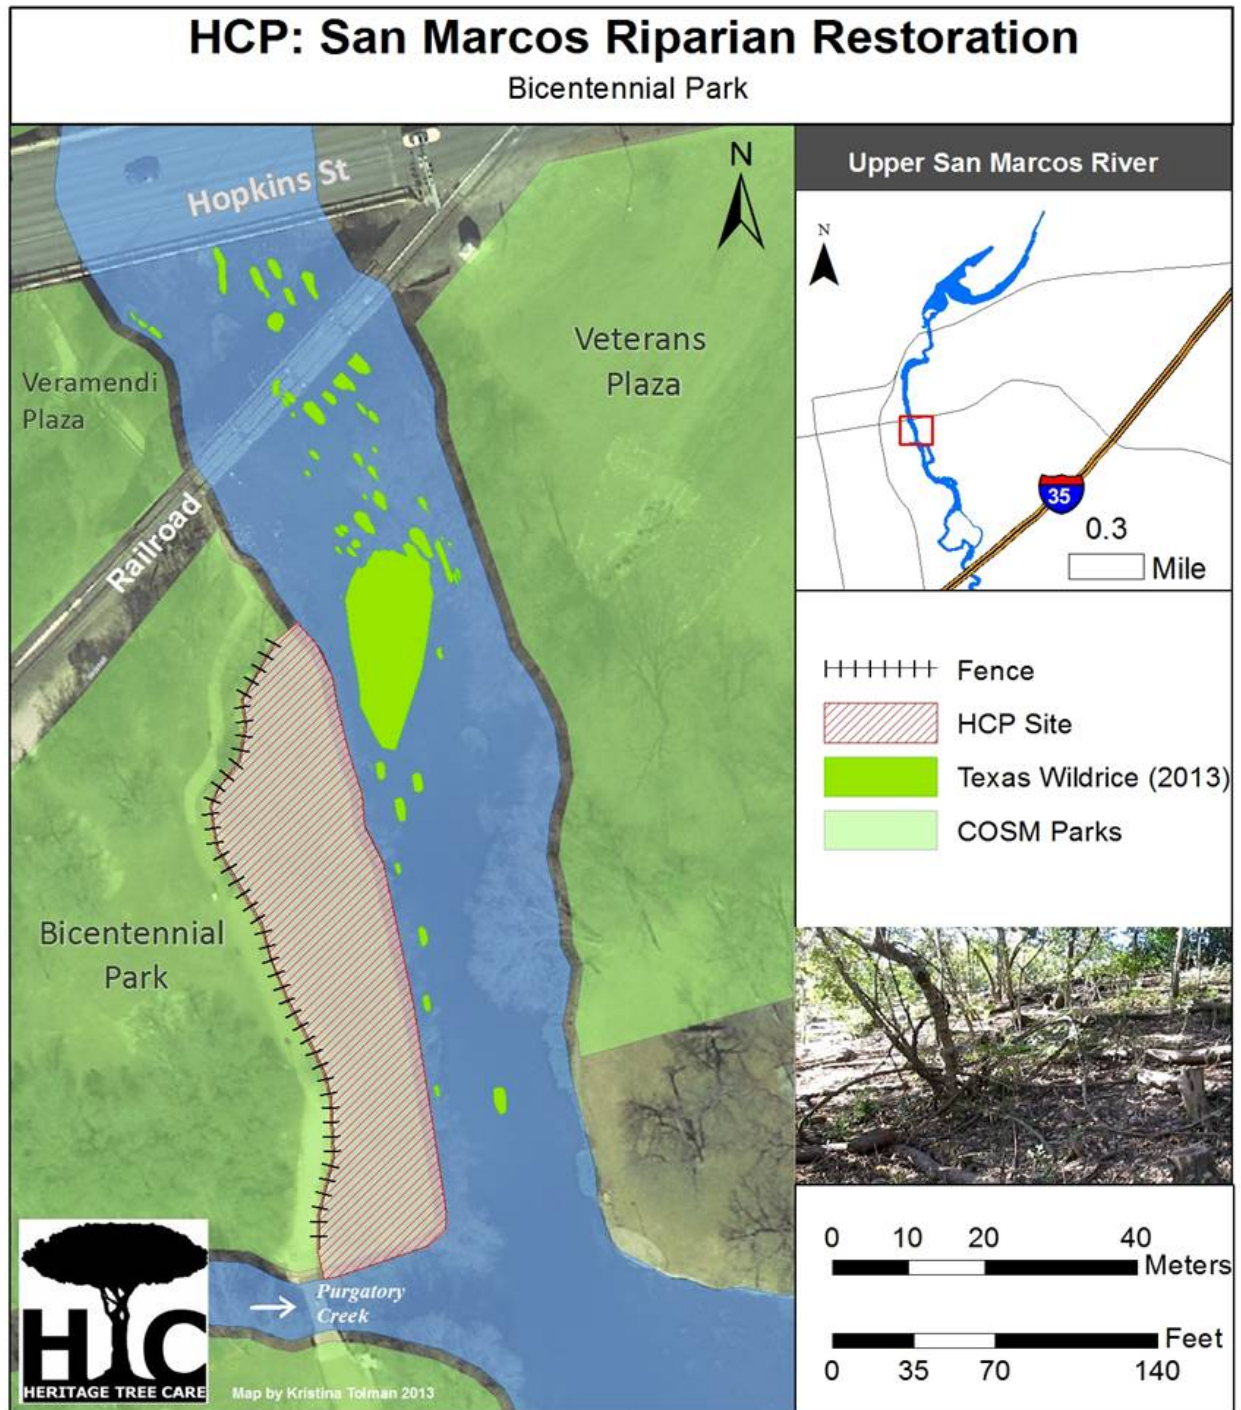 HCP: San Marcos Riparian Restoration
Bicentennial Park
Hopkins St
N
Veramendi
Plaza
Veterans
Plaza
Railroad
Bicentennial
Park
Purgatory
Creek
HTC
HERITAGE TREE CARE
Map by Kristina Tolman 2013
Upper San Marcos River
N
35
0.3
Mile
Fence
HCP Site
Texas Wildrice (2013)
COSM Parks
0 10 20 40
Meters
Feet
0 35 70 140